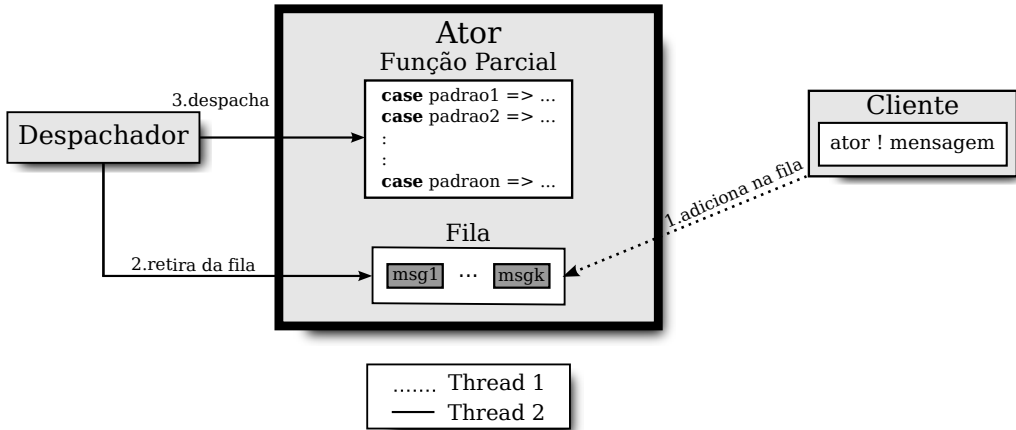 Ator
Função Parcial
case padrao1 => ...
case padrao2 => ...
:
:
case padraon => ...
3.despacha
Despachador
2.retira da fila
Cliente
ator ! mensagem
1.adiciona na fila
Fila
msg1 ... msgk
....... Thread 1
Thread 2